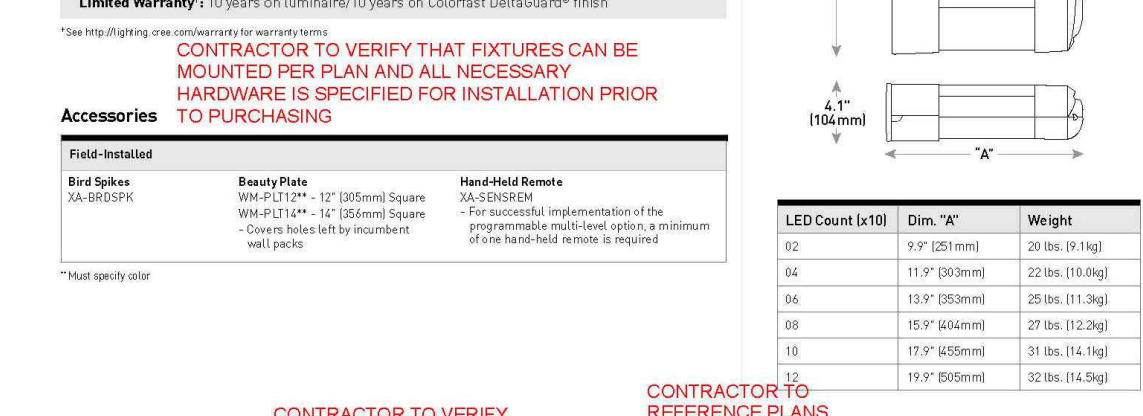 Limited Warranty†: 10 years on luminaire/10 years on Colorfast DeltaGuard® finish
†See http://lighting.cree.com/warranty for warranty terms
CONTRACTOR TO VERIFY THAT FIXTURES CAN BE
MOUNTED PER PLAN AND ALL NECESSARY
HARDWARE IS SPECIFIED FOR INSTALLATION PRIOR
TO PURCHASING
Accessories
Field-Installed
Bird Spikes
XA-BRDSPK
Beauty Plate
WM-PLT12** - 12" (305mm) Square
WM-PLT14** - 14" (356mm) Square
- Covers holes left by incumbent
wall packs
Hand-Held Remote
XA-SENSREM
- For successful implementation of the
programmable multi-level option, a minimum
of one hand-held remote is required
** Must specify color
4.1"
(104mm)
"A"
LED Count (x10) Dim. "A" Weight
02 9.9" (251mm) 20 lbs. (9.1kg)
04 11.9" (303mm) 22 lbs. (10.0kg)
06 13.9" (353mm) 25 lbs. (11.3kg)
08 15.9" (404mm) 27 lbs. (12.2kg)
10 17.9" (455mm) 31 lbs. (14.1kg)
12 19.9" (505mm) 32 lbs. (14.5kg)
CONTRACTOR TO
REFERENCE PLANS
CONTRACTOR TO VERIFY